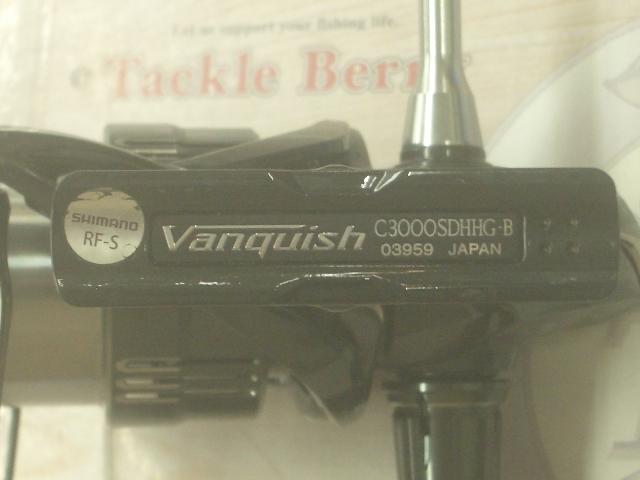 Let us support your fishing life.
Tackle Berr
SHIMANO
RF-S
Vanquish
C3000SDHHG-B
03959 JAPAN